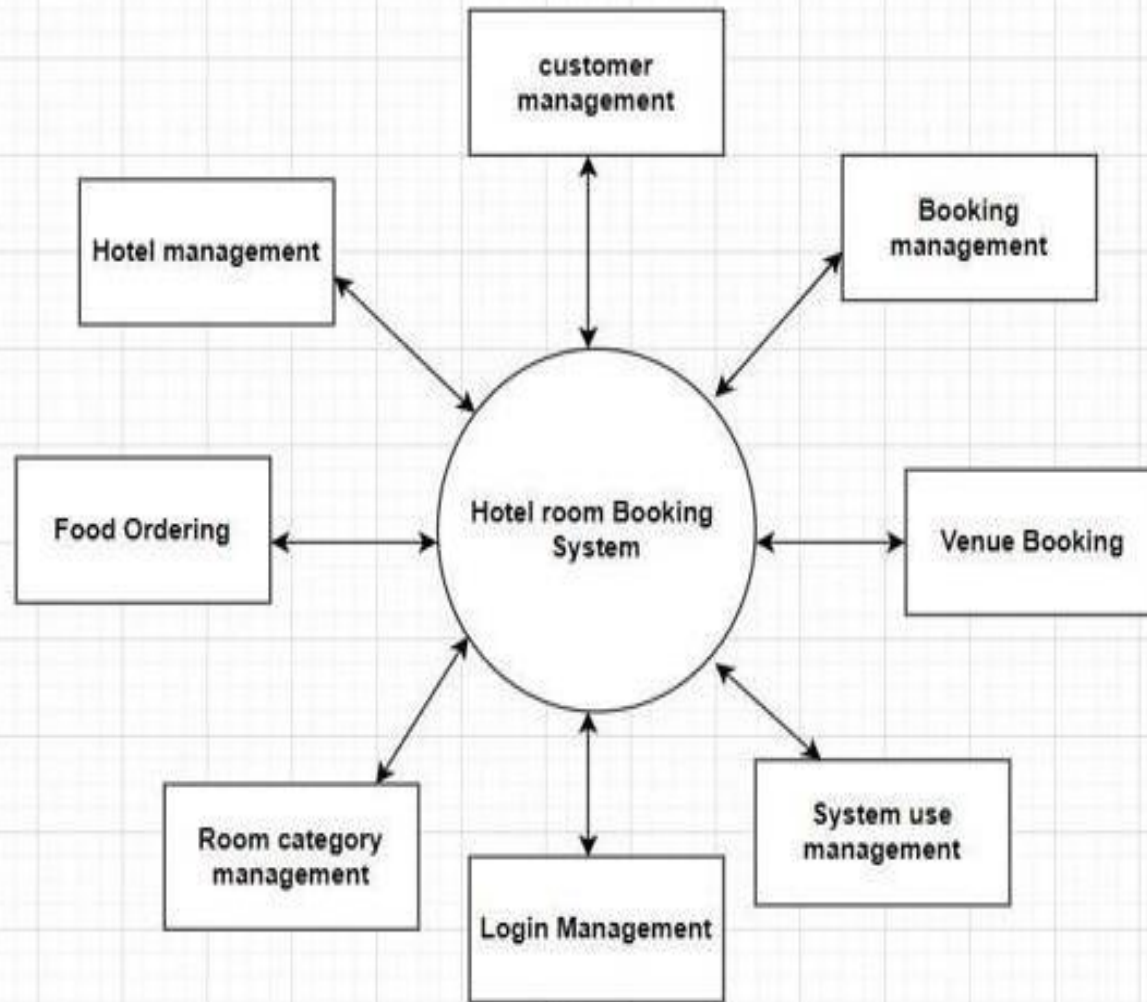 customer
management
Booking
management
Hotel management
Food Ordering
Hotel room Booking
System
Venue Booking
Room category
management
System use
management
Login Management